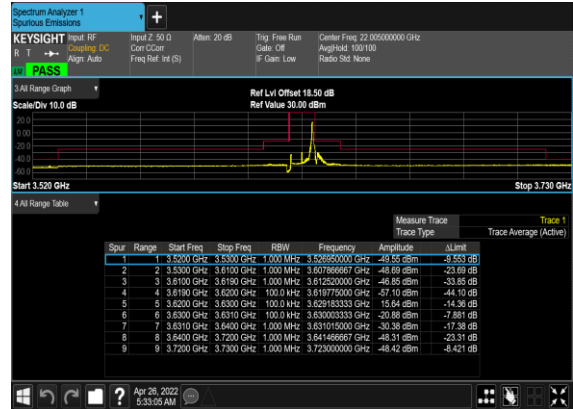 Spectrum Analyzer 1
Spurious Emissions
+
KEYSIGHT Input: RF Input Z: 50 Ω Atten: 20 dB Trig: Free Run Center Freq: 22.005000000 GHz
R T Coupling: DC Corr CCorr Gate: Off Avg|Hold: 100/100
Align: Auto Freq Ref: Int (S) IF Gain: Low Radio Std: None
PASS
3 All Range Graph
Ref Lvl Offset 18.50 dB
Scale/Div 10.0 dB Ref Value 30.00 dBm
20.0
0.00
-20.0
-40.0
-60.0
Start 3.520 GHz Stop 3.730 GHz
4 All Range Table
Measure Trace Trace 1
Trace Type Trace Average (Active)
Spur Range Start Freq Stop Freq RBW Frequency Amplitude ΔLimit
1 1 3.5200 GHz 3.5300 GHz 1.000 MHz 3.526950000 GHz -49.55 dBm -9.553 dB
2 2 3.5300 GHz 3.6100 GHz 1.000 MHz 3.607866667 GHz -48.69 dBm -23.69 dB
3 3 3.6100 GHz 3.6190 GHz 1.000 MHz 3.612520000 GHz -46.85 dBm -33.85 dB
4 4 3.6190 GHz 3.6200 GHz 100.0 kHz 3.619775000 GHz -57.10 dBm -44.10 dB
5 5 3.6200 GHz 3.6300 GHz 100.0 kHz 3.629183333 GHz 15.64 dBm -14.36 dB
6 6 3.6300 GHz 3.6310 GHz 100.0 kHz 3.630003333 GHz -20.88 dBm -7.881 dB
7 7 3.6310 GHz 3.6400 GHz 1.000 MHz 3.631015000 GHz -30.38 dBm -17.38 dB
8 8 3.6400 GHz 3.7200 GHz 1.000 MHz 3.641466667 GHz -48.31 dBm -23.31 dB
9 9 3.7200 GHz 3.7300 GHz 1.000 MHz 3.723000000 GHz -48.42 dBm -8.421 dB
? Apr 26, 2022
5:33:05 AM